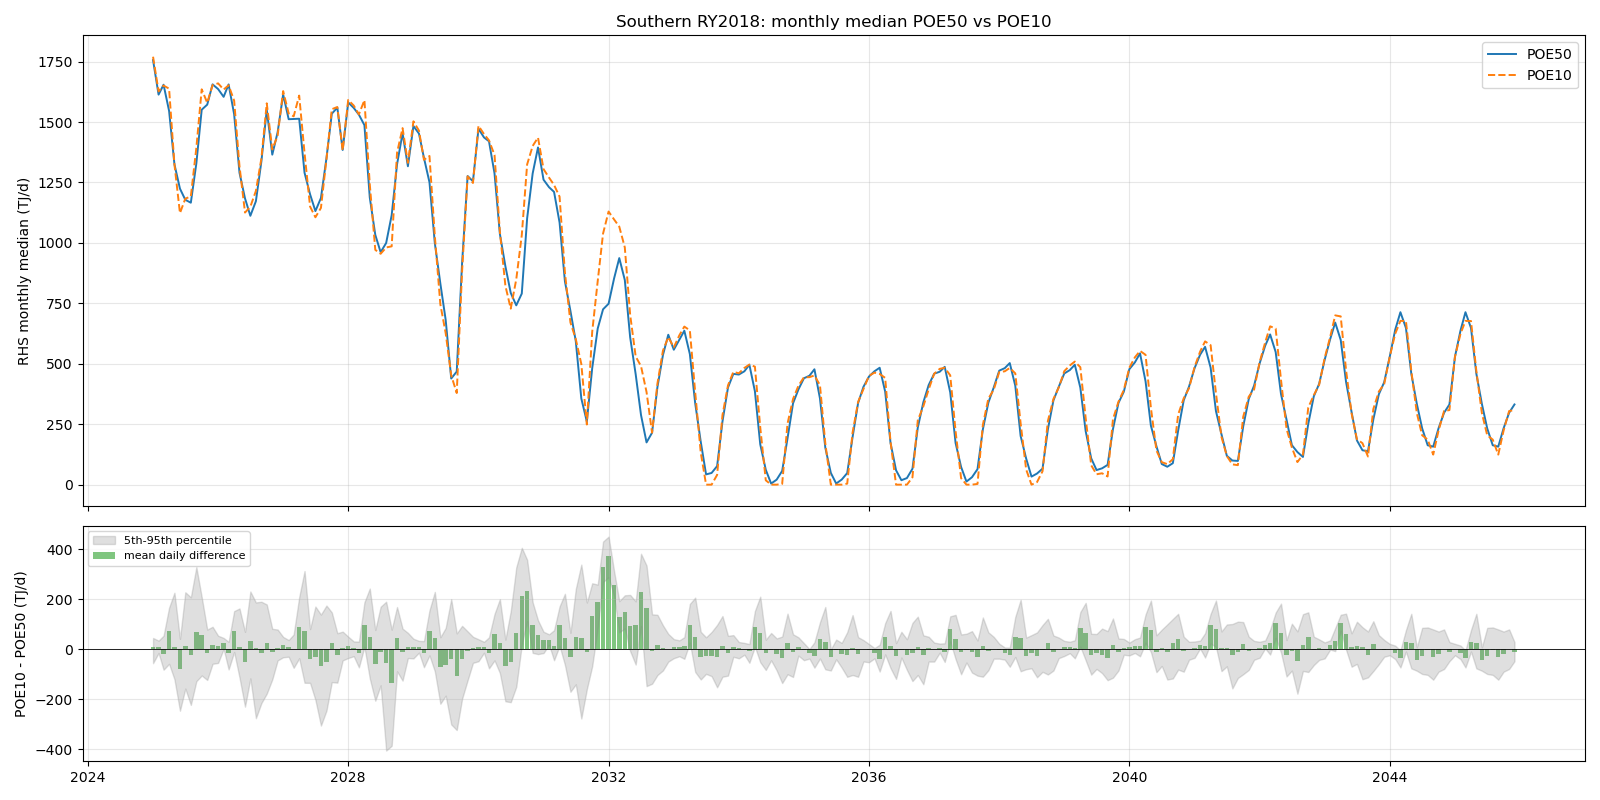 Southern RY2018: monthly median POE50 vs POE10
RHS monthly median (TJ/d)
1750
1500
1250
1000
750
500
250
0
POE50
POE10
POE10 - POE50 (TJ/d)
400
200
0
−200
−400
5th-95th percentile
mean daily difference
2024
2028
2032
2036
2040
2044